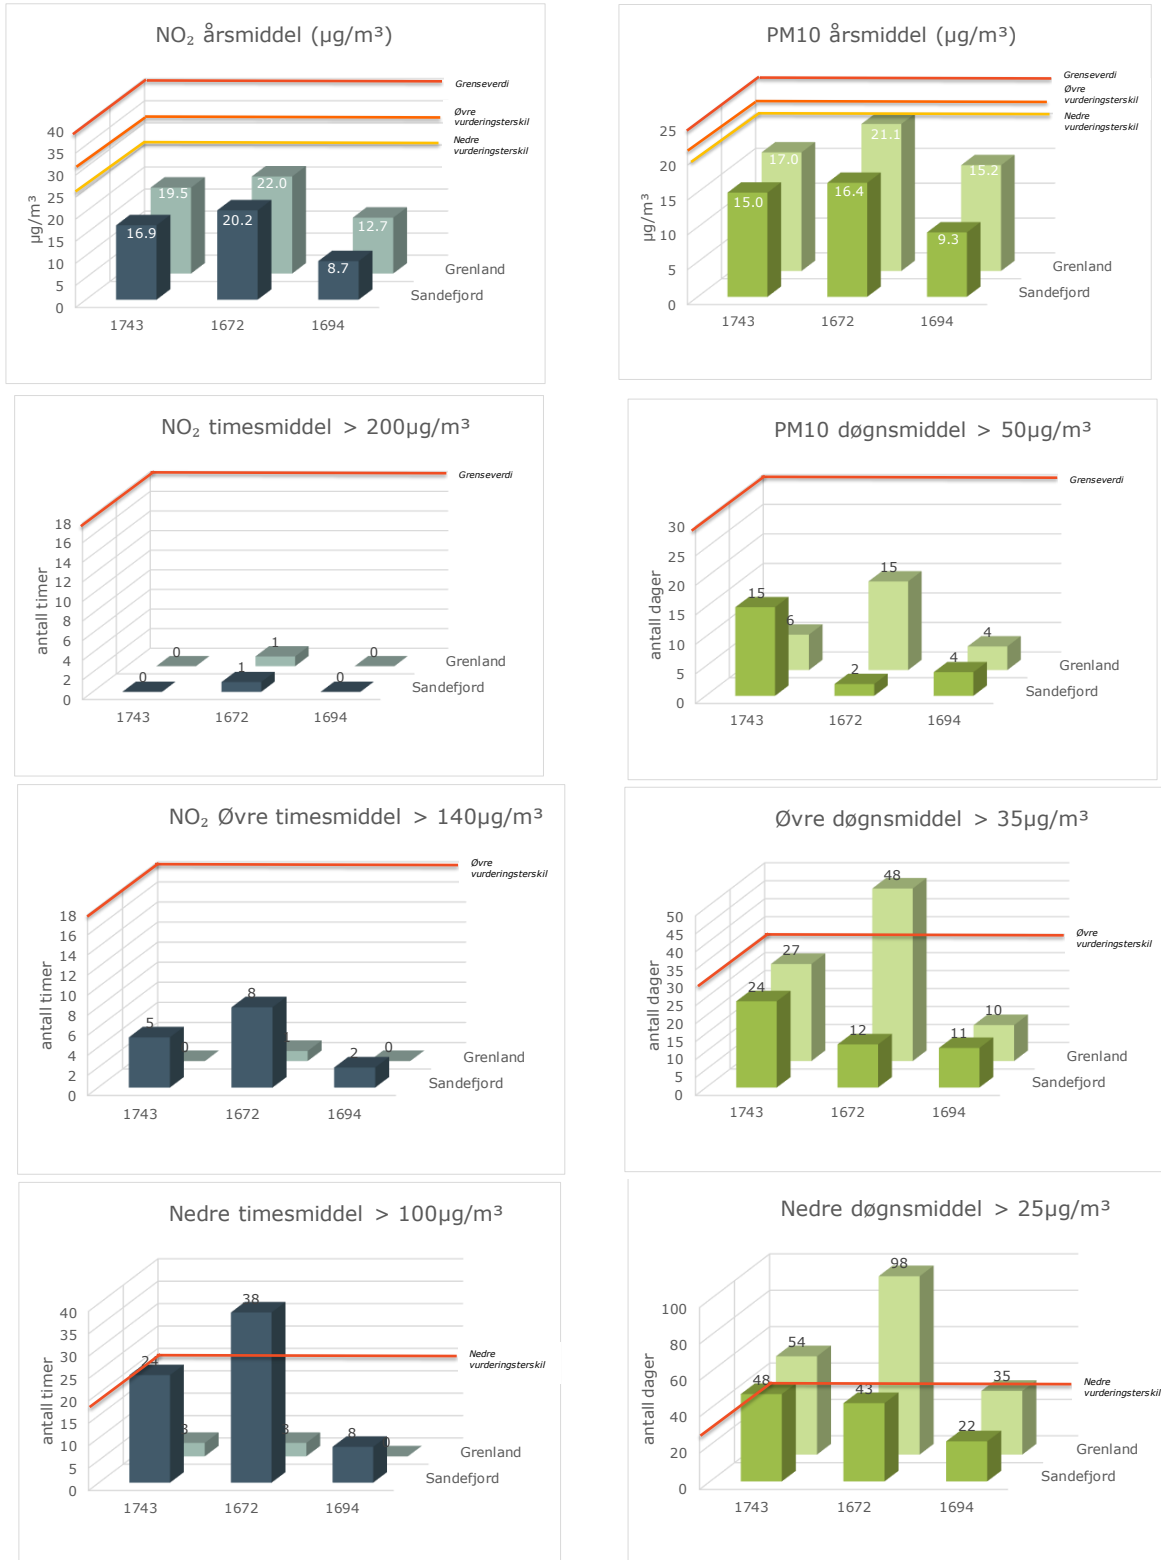 NO₂ årsmiddel (µg/m³)
Grenseverdi
Øvre
vurderingsterskil
Nedre
vurderingsterskil
µg/m³
40
35
30
25
20
15
10
5
0
19.5
22.0
12.7
16.9
20.2
8.7
Grenland
Sandefjord
1743
1672
1694
PM10 årsmiddel (µg/m³)
Grenseverdi
Øvre
vurderingsterskil
Nedre
vurderingsterskil
µg/m³
25
20
15
10
5
0
17.0
21.1
15.2
15.0
16.4
9.3
Grenland
Sandefjord
1743
1672
1694
NO₂ timesmiddel > 200µg/m³
Grenseverdi
antall timer
18
16
14
12
10
8
6
4
2
0
0
1
0
0
1
0
Grenland
Sandefjord
1743
1672
1694
PM10 døgnsmiddel > 50µg/m³
Grenseverdi
antall dager
30
25
20
15
10
5
0
6
15
4
15
2
4
Grenland
Sandefjord
1743
1672
1694
NO₂ Øvre timesmiddel > 140µg/m³
Øvre
vurderingsterskil
antall timer
18
16
14
12
10
8
6
4
2
0
0
1
0
5
8
2
Grenland
Sandefjord
1743
1672
1694
Øvre døgnsmiddel > 35µg/m³
Øvre
vurderingsterskil
antall dager
50
45
40
35
30
25
20
15
10
5
0
27
48
10
24
12
11
Grenland
Sandefjord
1743
1672
1694
Nedre timesmiddel > 100µg/m³
Nedre
vurderingsterskil
antall timer
40
35
30
25
20
15
10
5
0
3
3
0
24
38
8
Grenland
Sandefjord
1743
1672
1694
Nedre døgnsmiddel > 25µg/m³
Nedre
vurderingsterskil
antall dager
100
80
60
40
20
0
54
98
35
48
43
22
Grenland
Sandefjord
1743
1672
1694